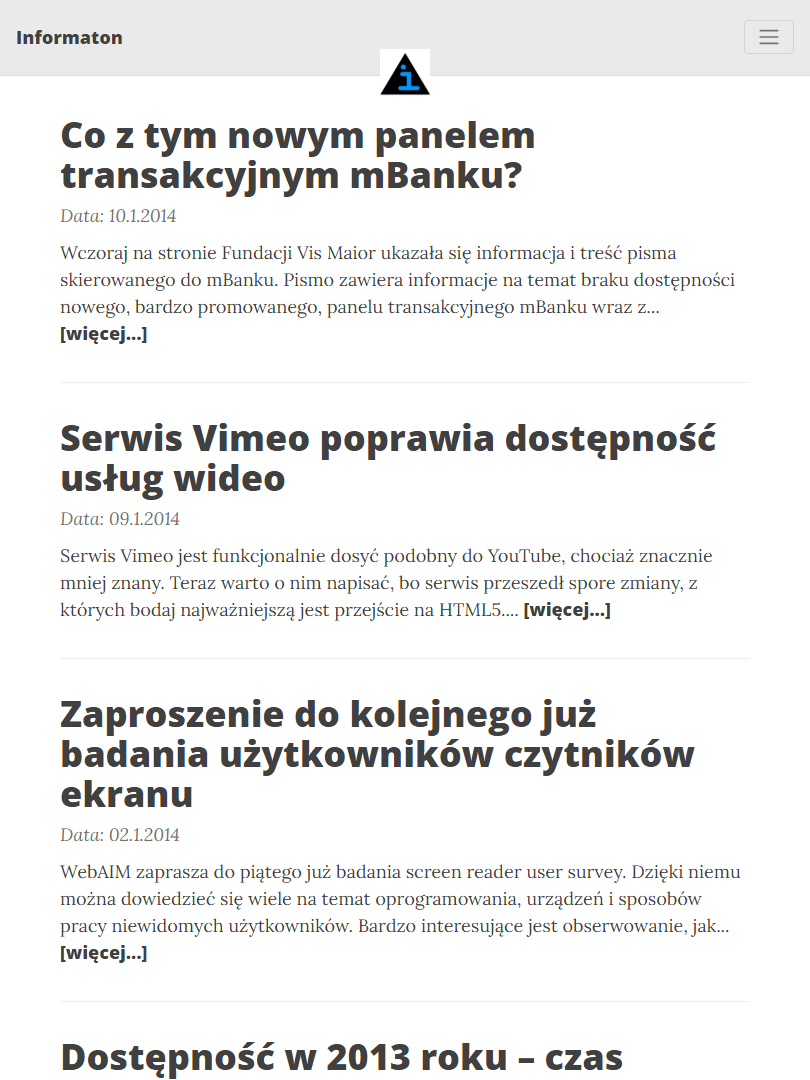 Informaton
i
Co z tym nowym panelem
transakcyjnym mBanku?
Data: 10.1.2014
Wczoraj na stronie Fundacji Vis Maior ukazała się informacja i treść pisma
skierowanego do mBanku. Pismo zawiera informacje na temat braku dostępności
nowego, bardzo promowanego, panelu transakcyjnego mBanku wraz z...
[więcej...]
Serwis Vimeo poprawia dostępność
usług wideo
Data: 09.1.2014
Serwis Vimeo jest funkcjonalnie dosyć podobny do YouTube, chociaż znacznie
mniej znany. Teraz warto o nim napisać, bo serwis przeszedł spore zmiany, z
których bodaj najważniejszą jest przejście na HTML5.... [więcej...]
Zaproszenie do kolejnego już
badania użytkowników czytników
ekranu
Data: 02.1.2014
WebAIM zaprasza do piątego już badania screen reader user survey. Dzięki niemu
można dowiedzieć się wiele na temat oprogramowania, urządzeń i sposobów
pracy niewidomych użytkowników. Bardzo interesujące jest obserwowanie, jak...
[więcej...]
Dostępność w 2013 roku – czas